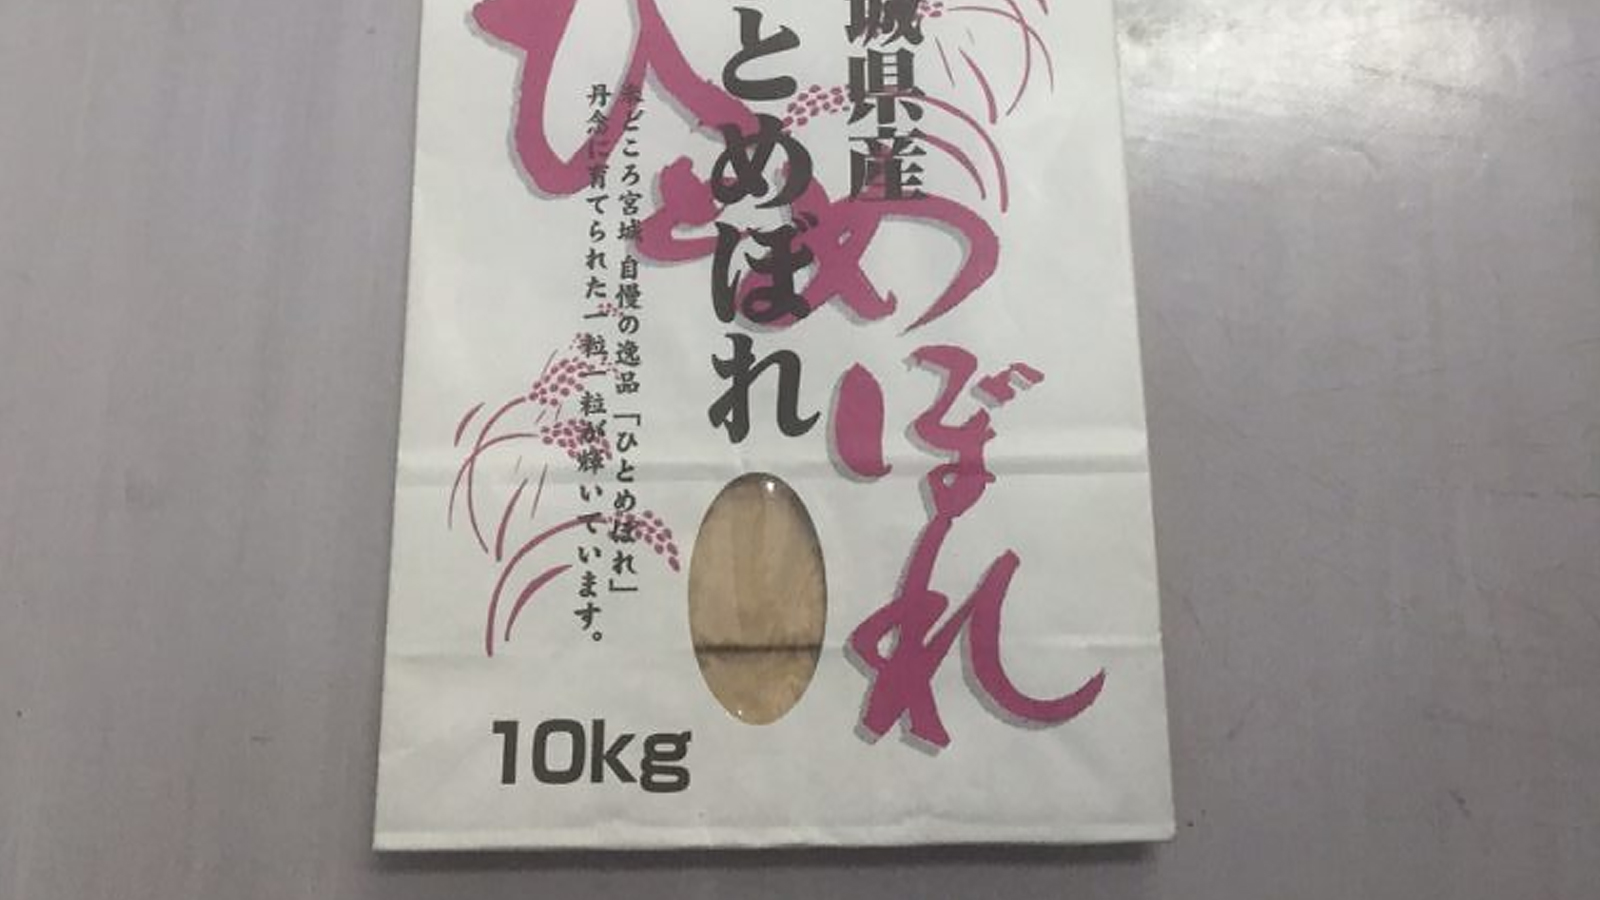 城県産
とめぼれ
ひとめぼれ
米どころ宮城 自慢の逸品「ひとめぼれ」
丹念に育てられた一粒一粒が輝いています。
10kg